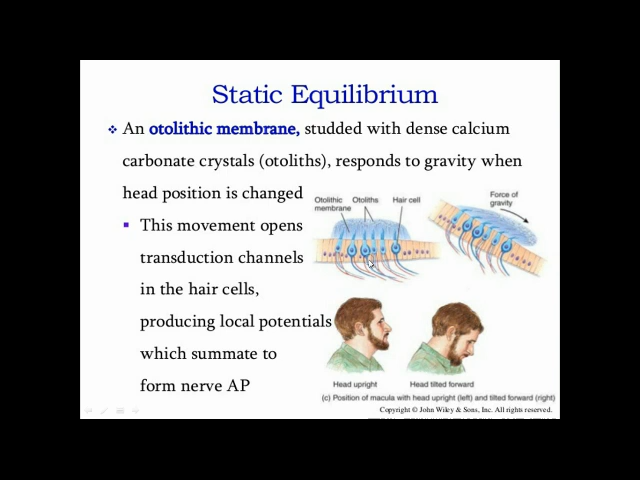 Static Equilibrium
❖ An otolithic membrane, studded with dense calcium
carbonate crystals (otoliths), responds to gravity when
head position is changed
▪ This movement opens
transduction channels
in the hair cells,
producing local potentials
which summate to
form nerve AP
Otolithic
membrane
Otoliths
Hair cell
Force of
gravity
Head upright
Head tilted forward
(c) Position of macula with head upright (left) and tilted forward (right)
Copyright © John Wiley & Sons, Inc. All rights reserved.